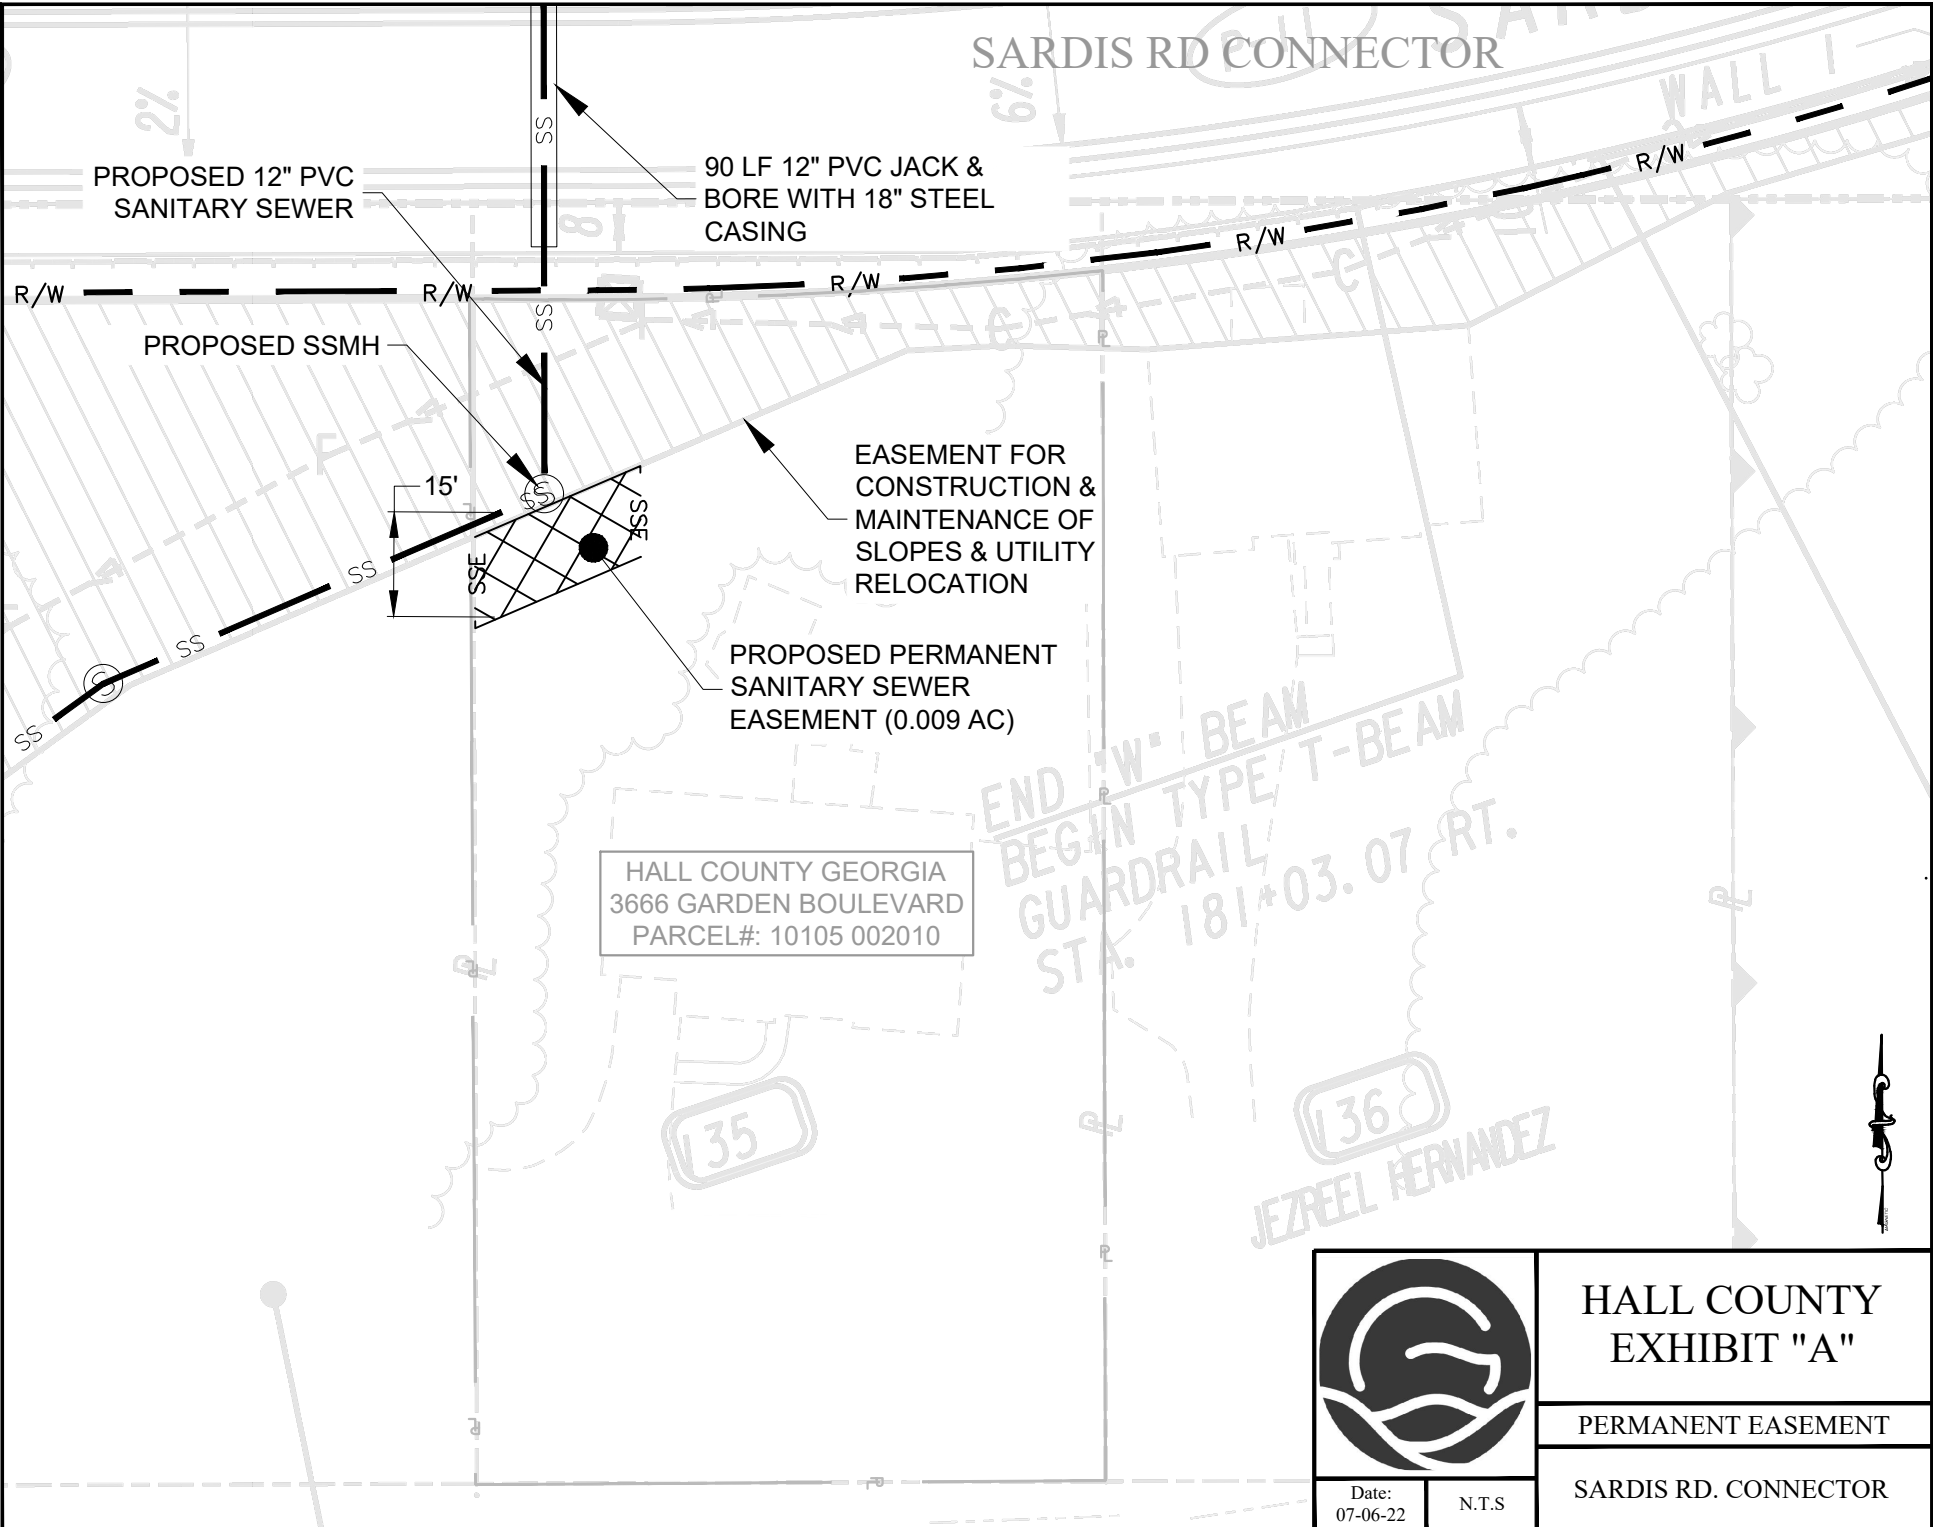 SARDIS RD CONNECTOR
2%
6%
WALL 1
PROPOSED 12" PVC
SANITARY SEWER
90 LF 12" PVC JACK &
BORE WITH 18" STEEL
CASING
SS
R/W
R/W
R/W
R/W
R/W
SS
PROPOSED SSMH
15'
SS
SSE
SSE
SS
SS
SS
F
C
C
EASEMENT FOR
CONSTRUCTION &
MAINTENANCE OF
SLOPES & UTILITY
RELOCATION
PROPOSED PERMANENT
SANITARY SEWER
EASEMENT (0.009 AC)
END "W" BEAM
BEGIN TYPE T-BEAM
GUARDRAIL
STA. 181+03.07 RT.
HALL COUNTY GEORGIA
3666 GARDEN BOULEVARD
PARCEL#: 10105 002010
135
136
JEZREEL HERNANDEZ
HALL COUNTY
EXHIBIT "A"
PERMANENT EASEMENT
SARDIS RD. CONNECTOR
Date:
07-06-22
N.T.S